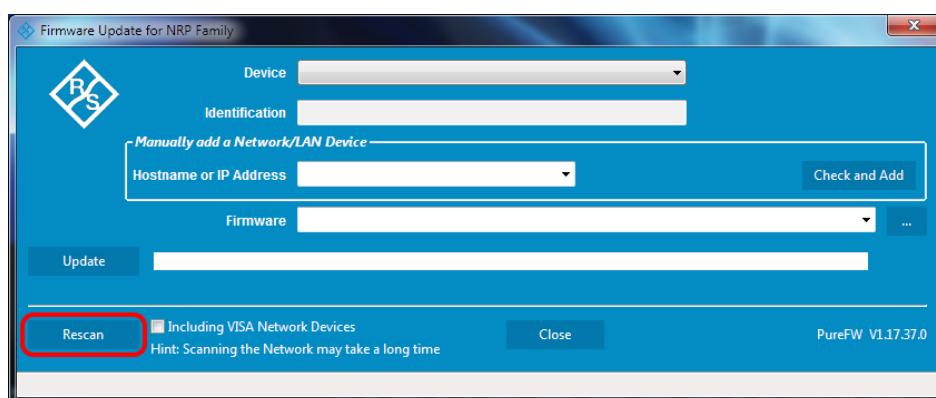 Firmware Update for NRP Family
R
S
Device
Identification
Manually add a Network/LAN Device
Hostname or IP Address
Check and Add
Firmware
...
Update
Rescan
Including VISA Network Devices
Hint: Scanning the Network may take a long time
Close
PureFW V1.17.37.0